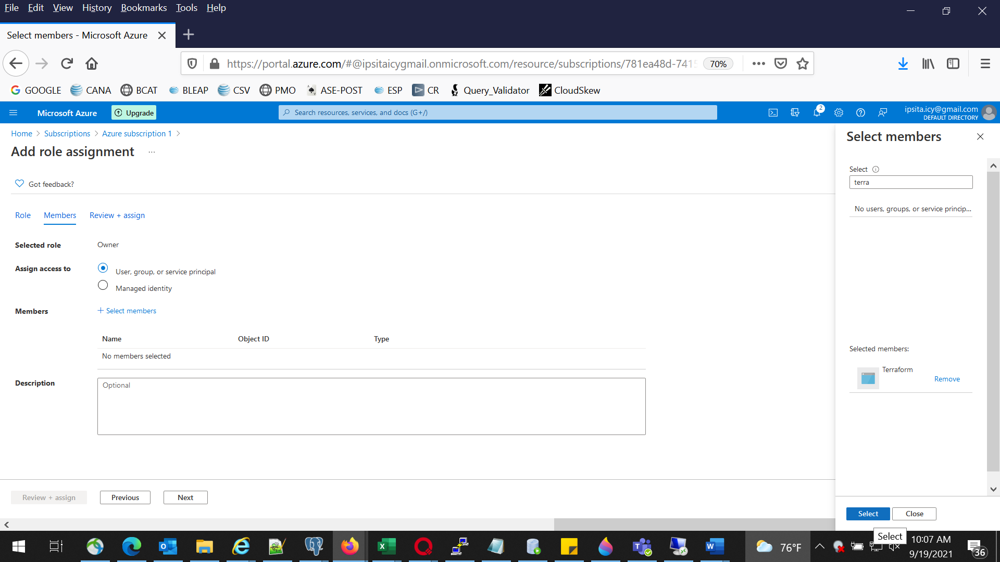 File Edit View History Bookmarks Tools Help
Select members - Microsoft Azure
https://portal.azure.com/#@ipsitaicygmail.onmicrosoft.com/resource/subscriptions/781ea48d-7415
70%
GOOGLE CANA BCAT BLEAP CSV PMO ASE-POST ESP CR Query_Validator CloudSkew
Microsoft Azure
Upgrade
Search resources, services, and docs (G+/)
2
ipsita.icy@gmail.com
DEFAULT DIRECTORY
Home > Subscriptions > Azure subscription 1 >
Add role assignment ...
Got feedback?
Role Members Review + assign
Selected role Owner
Assign access to User, group, or service principal
Managed identity
Members + Select members
Name Object ID Type
No members selected
Description Optional
Review + assign Previous Next
Select members
Select
terra
No users, groups, or service princip...
Selected members:
Terraform
Remove
Select Close
Select
76°F
10:07 AM
9/19/2021
36